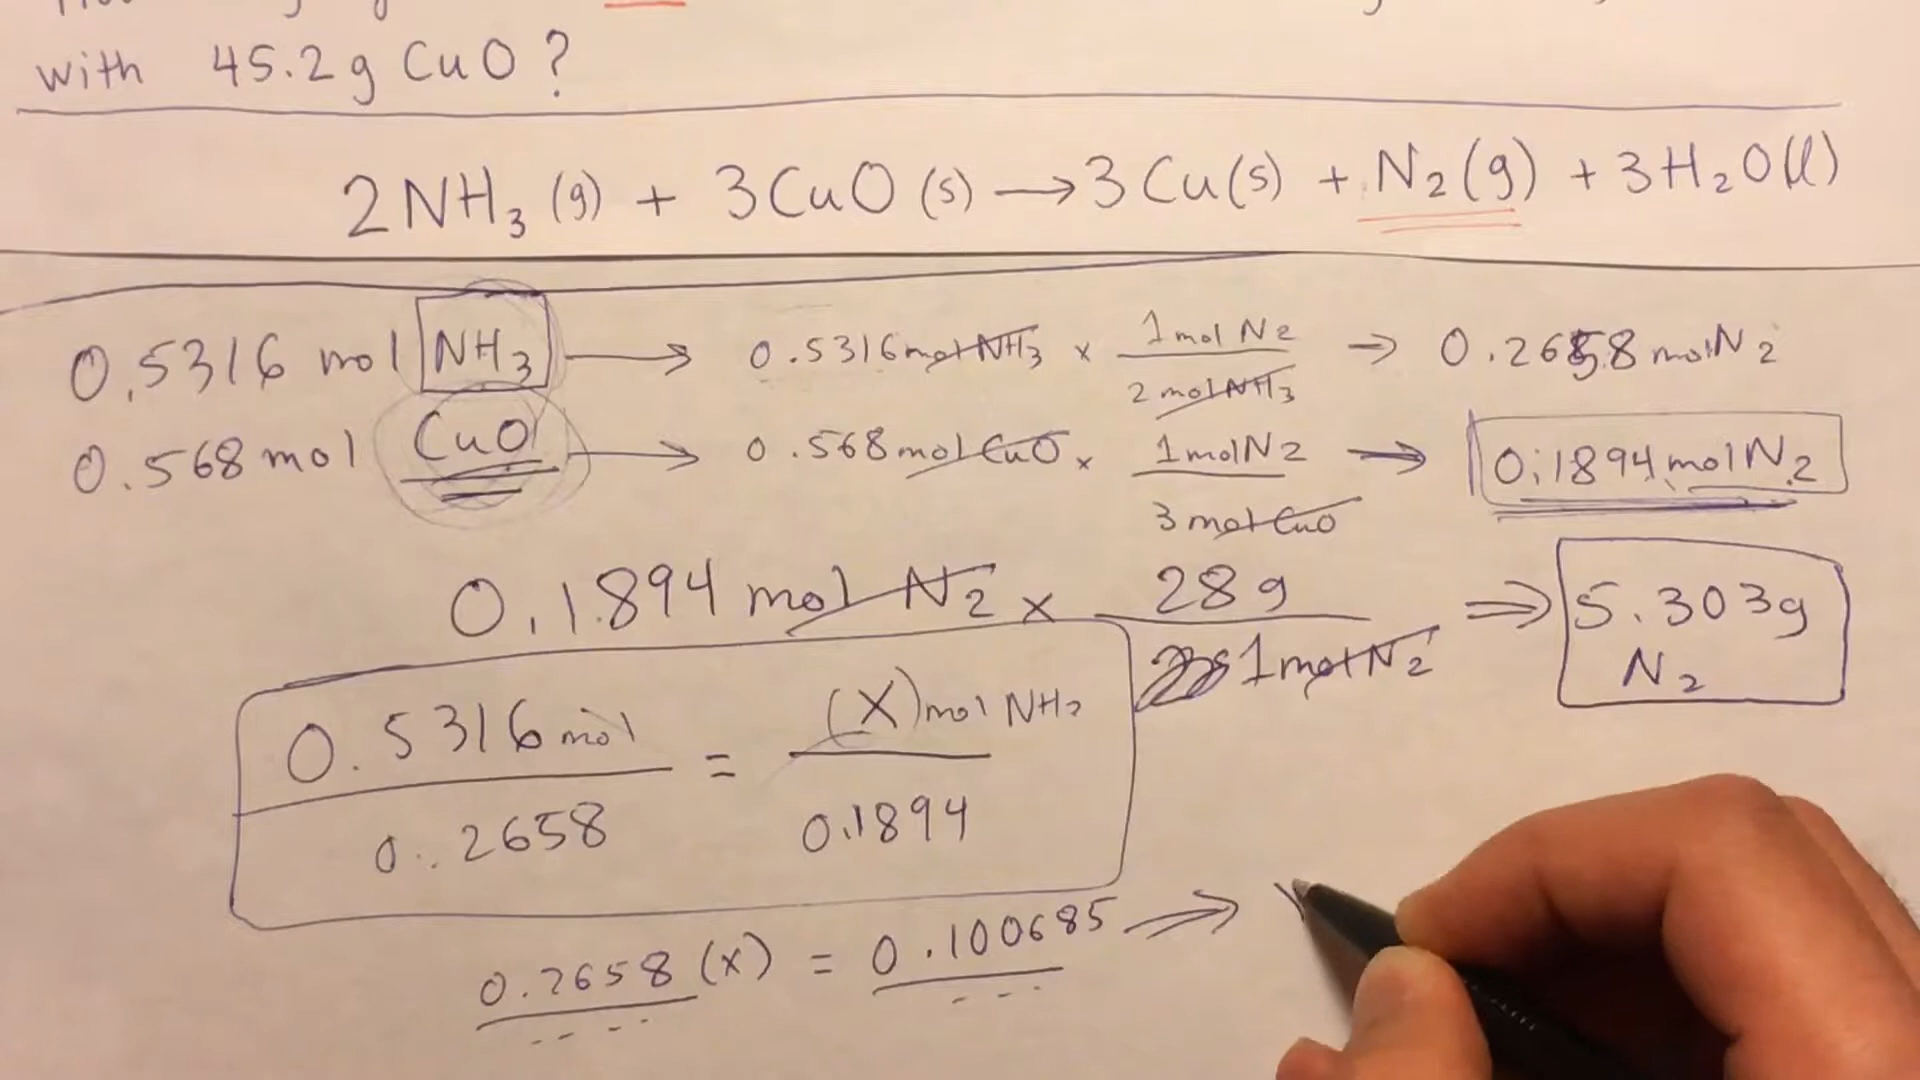 with 45.2g CuO?
2NH3 (g) + 3CuO (s) → 3Cu(s) + N2(g) + 3H2O(l)
0.5316 mol NH3 → 0.5316 mol NH3 x 1 mol N2 / 2 mol NH3 → 0.2658 mol N2
0.568 mol CuO → 0.568 mol CuO x 1 mol N2 / 3 mol CuO → 0.1894 mol N2
0.1894 mol N2 x 28g / 1 mol N2 ⇒ 5.303g N2
0.5316 mol / 0.2658 = (X) mol NH3 / 0.1894
0.2658 (x) = 0.100685 ⇒